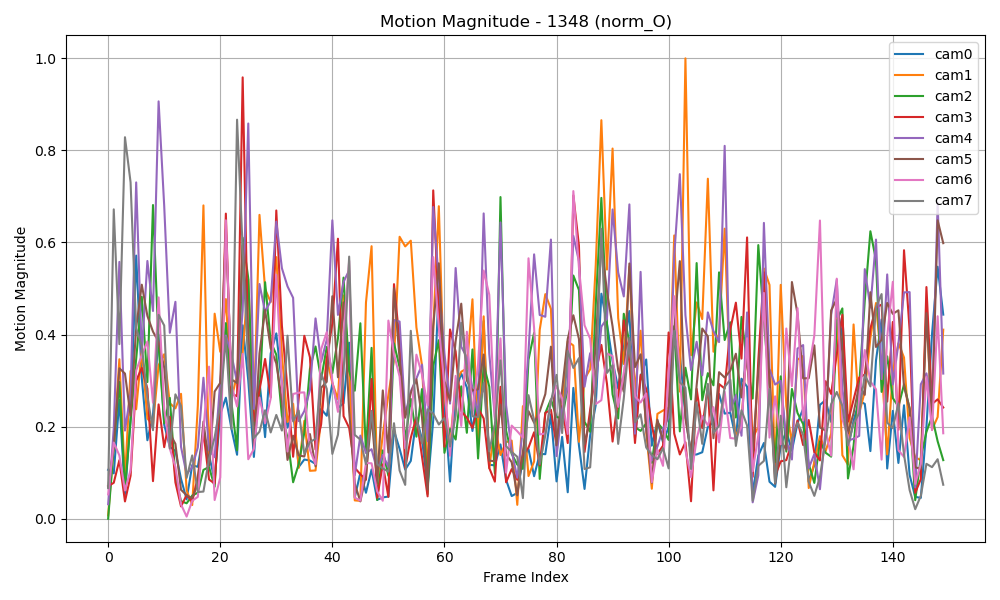 Motion Magnitude - 1348 (norm_O)
Motion Magnitude
1.0
0.8
0.6
0.4
0.2
0.0
0 20 40 60 80 100 120 140
Frame Index
cam0
cam1
cam2
cam3
cam4
cam5
cam6
cam7